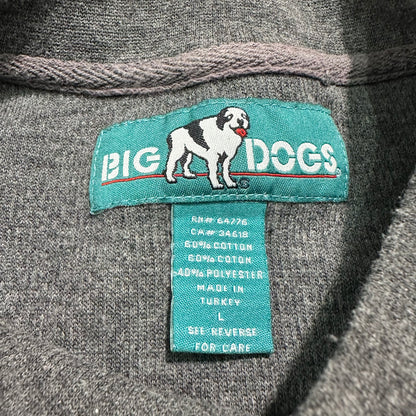 BIG DOGS®
RN# 64776
CA# 34618
60% COTTON
60% COTON
40% POLYESTER
MADE IN
TURKEY
L
SEE REVERSE
FOR CARE